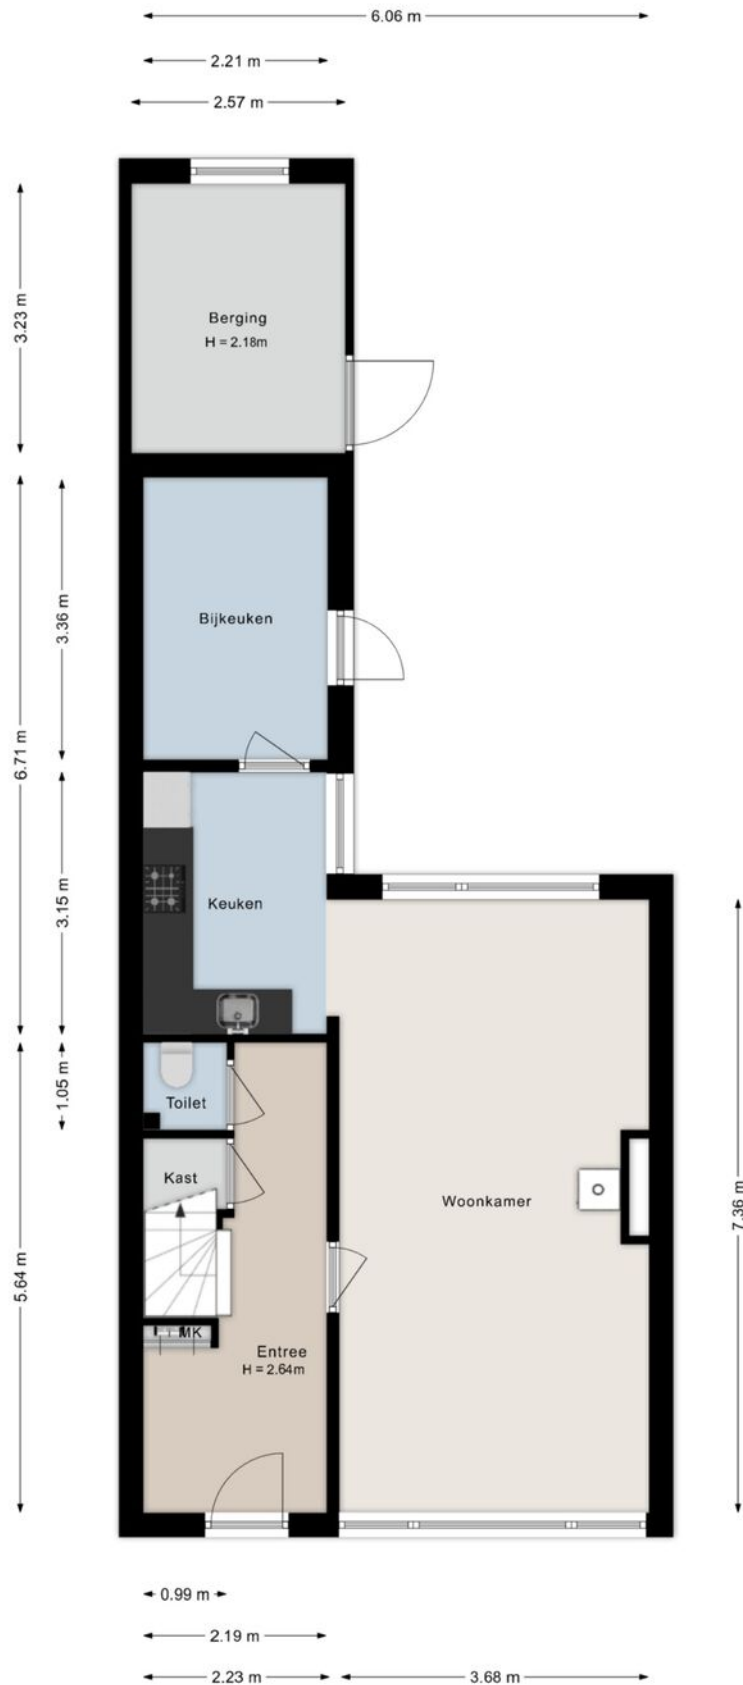 6.06 m
2.21 m
2.57 m
3.23 m
Berging
H = 2.18m
6.71 m
3.36 m
Bijkeuken
3.15 m
Keuken
1.05 m
Toilet
Kast
Woonkamer
7.36 m
5.64 m
MK
Entree
H = 2.64m
0.99 m
2.19 m
2.23 m
3.68 m